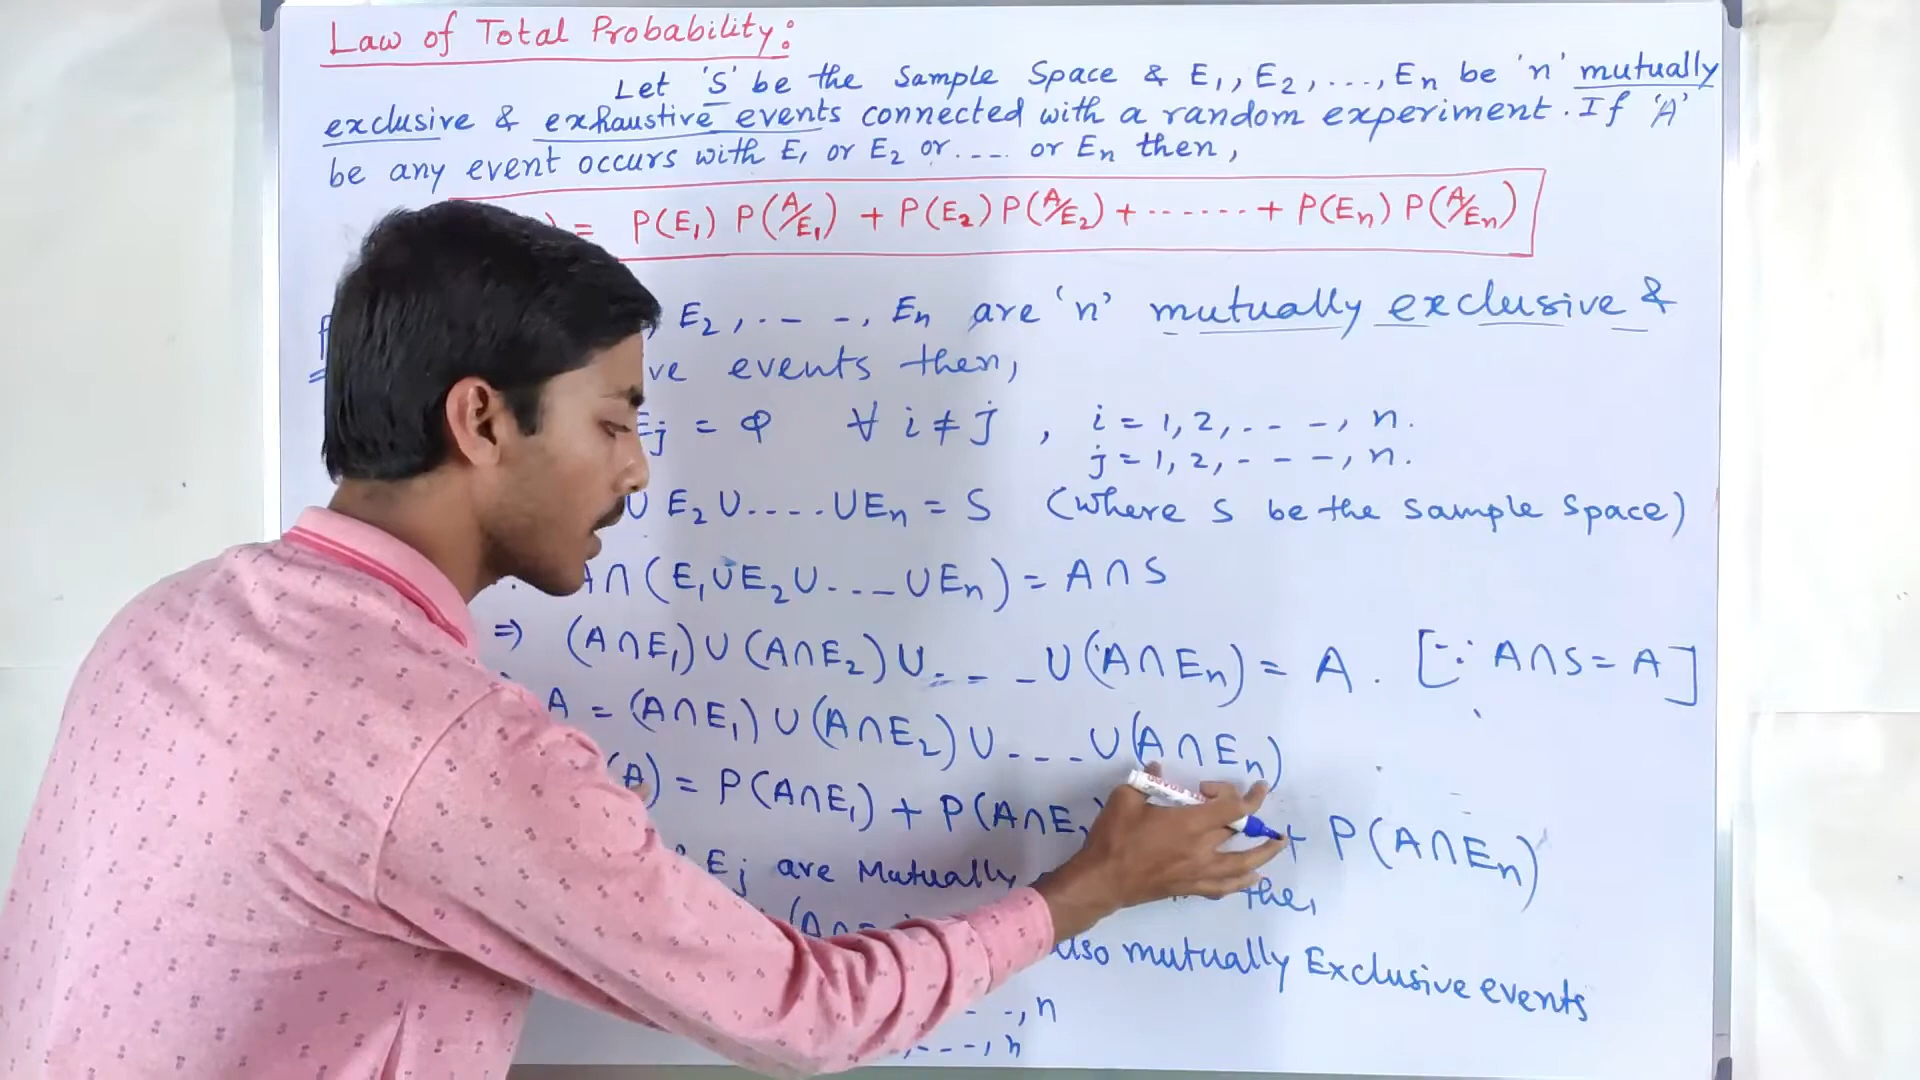 Law of Total Probability:
Let 'S' be the Sample Space & E₁, E₂, ...., Eₙ be 'n' mutually
exclusive & exhaustive events connected with a random experiment. If 'A'
be any event occurs with E₁ or E₂ or .... or Eₙ then,
) = P(E₁) P(A/E₁) + P(E₂) P(A/E₂) + ....... + P(Eₙ) P(A/Eₙ)
E₂, .- - -, Eₙ are 'n' mutually exclusive &
ve events then,
Ej = φ ∀ i ≠ j , i = 1, 2, - - -, n.
j = 1, 2, - - - -, n.
∪ E₂ ∪ .... ∪ Eₙ = S (where S be the Sample Space)
A∩(E₁∪E₂∪...-∪Eₙ) = A∩S
⇒ (A∩E₁)∪(A∩E₂)∪.- - -∪(A∩Eₙ) = A. [∵ A∩S = A]
A = (A∩E₁)∪(A∩E₂)∪.- - -∪(A∩Eₙ)
(A) = P(A∩E₁) + P(A∩E₂) + P(A∩Eₙ)
Ej are Mutually the,
(A∩ also mutually Exclusive events
- -, n
, - - - -, n